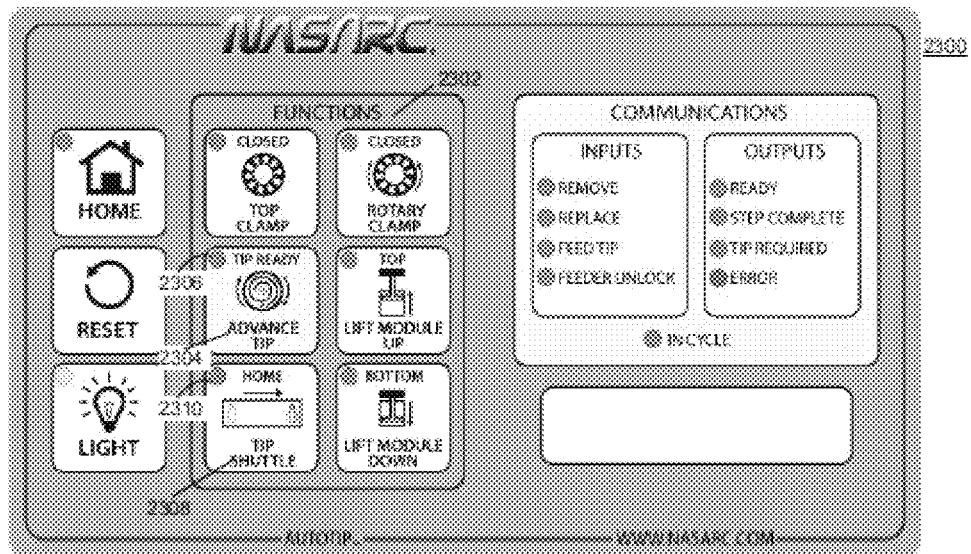 NASARC.
2300
2302
FUNCTIONS
COMMUNICATIONS
HOME
CLOSED
TOP
CLAMP
CLOSED
ROTARY
CLAMP
INPUTS
REMOVE
REPLACE
FEED TIP
FEEDER UNLOCK
OUTPUTS
READY
STEP COMPLETE
TIP REQUIRED
ERROR
IN CYCLE
RESET
2306
TIP READY
ADVANCE
TIP
2304
TOP
LIFT MODULE
UP
LIGHT
2310
HOME
TIP
SHUTTLE
2308
BOTTOM
LIFT MODULE
DOWN
AUTOTIP
WWW.NASARC.COM